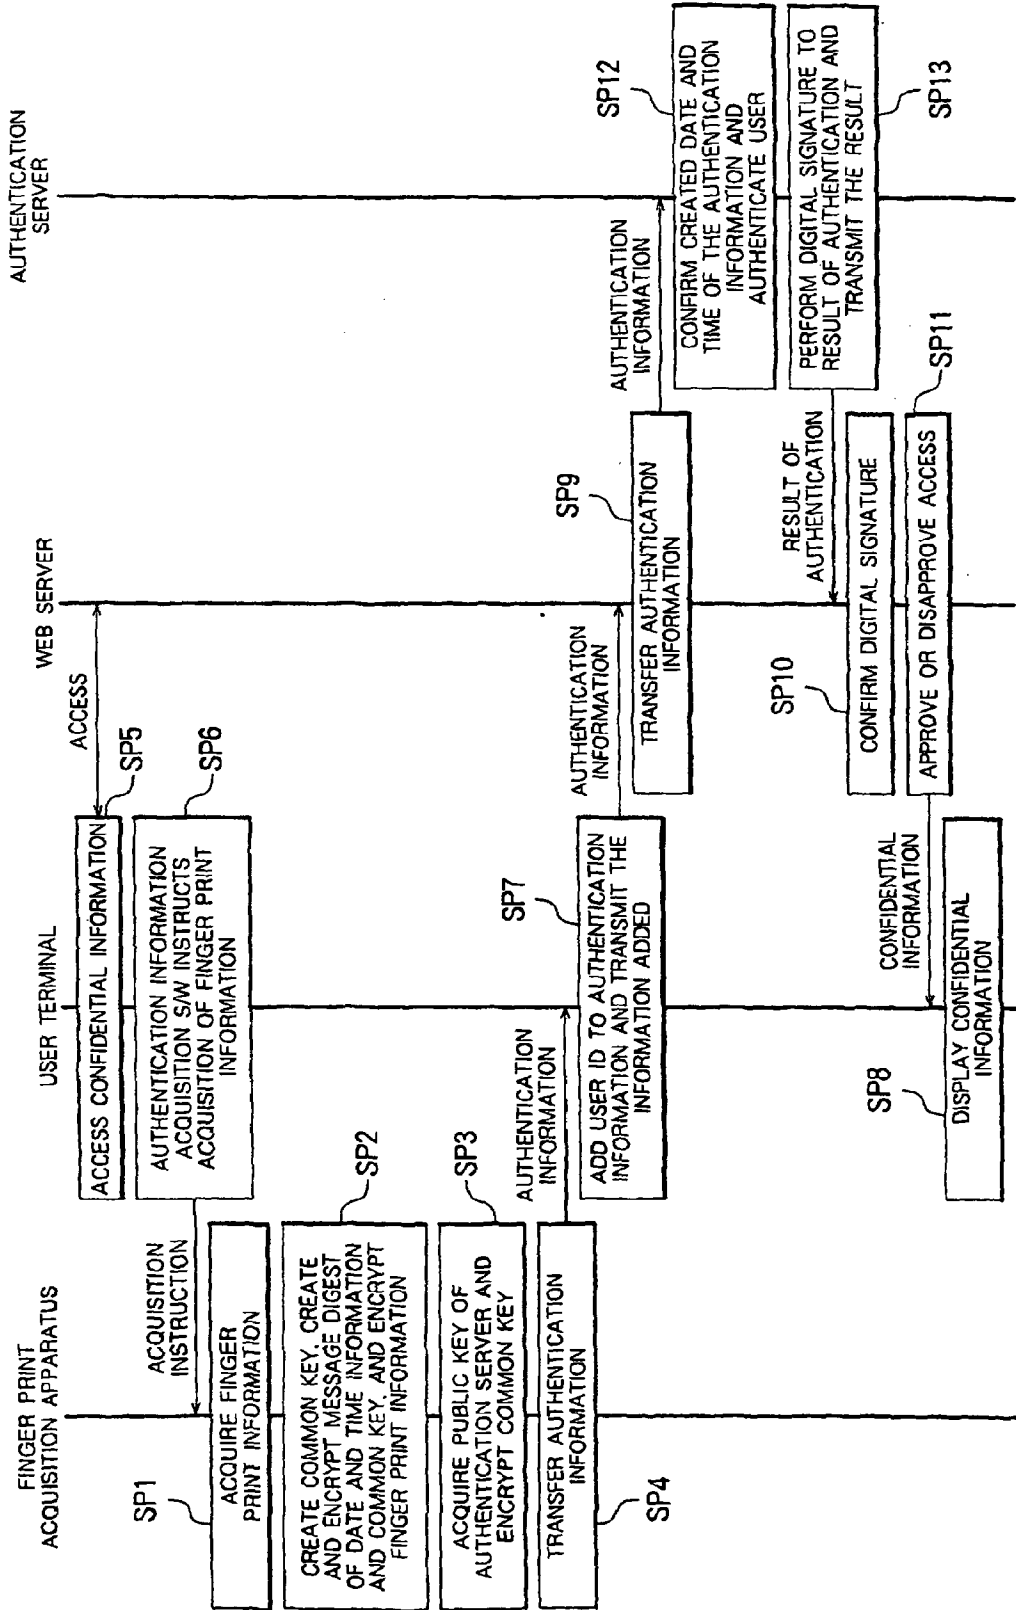 FINGER PRINT
ACQUISITION APPARATUS
USER TERMINAL
WEB SERVER
AUTHENTICATION
SERVER
ACCESS CONFIDENTIAL INFORMATION
SP5
ACCESS
AUTHENTICATION INFORMATION
ACQUISITION S/W INSTRUCTS
ACQUISITION OF FINGER PRINT
INFORMATION
SP6
ACQUISITION
INSTRUCTION
SP1
ACQUIRE FINGER
PRINT INFORMATION
CREATE COMMON KEY, CREATE
AND ENCRYPT MESSAGE DIGEST
OF DATE AND TIME INFORMATION
AND COMMON KEY, AND ENCRYPT
FINGER PRINT INFORMATION
SP2
ACQUIRE PUBLIC KEY OF
AUTHENTICATION SERVER AND
ENCRYPT COMMON KEY
SP3
TRANSFER AUTHENTICATION
INFORMATION
SP4
AUTHENTICATION
INFORMATION
SP7
ADD USER ID TO AUTHENTICATION
INFORMATION AND TRANSMIT THE
INFORMATION ADDED
AUTHENTICATION
INFORMATION
SP9
TRANSFER AUTHENTICATION
INFORMATION
AUTHENTICATION
INFORMATION
SP12
CONFIRM CREATED DATE AND
TIME OF THE AUTHENTICATION
INFORMATION AND
AUTHENTICATE USER
PERFORM DIGITAL SIGNATURE TO
RESULT OF AUTHENTICATION AND
TRANSMIT THE RESULT
SP13
RESULT OF
AUTHENTICATION
SP10
CONFIRM DIGITAL SIGNATURE
APPROVE OR DISAPPROVE ACCESS
SP11
CONFIDENTIAL
INFORMATION
SP8
DISPLAY CONFIDENTIAL
INFORMATION